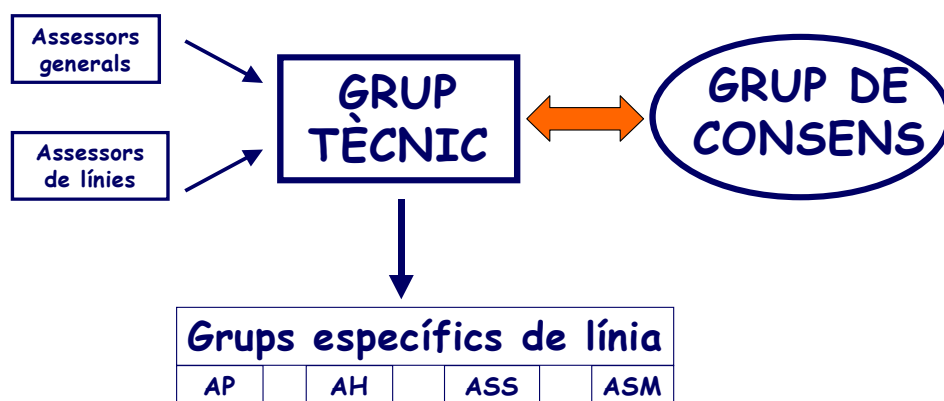 Assessors
generals
Assessors
de línies
GRUP
TÈCNIC
GRUP DE
CONSENS
Grups específics de línia
AP
AH
ASS
ASM